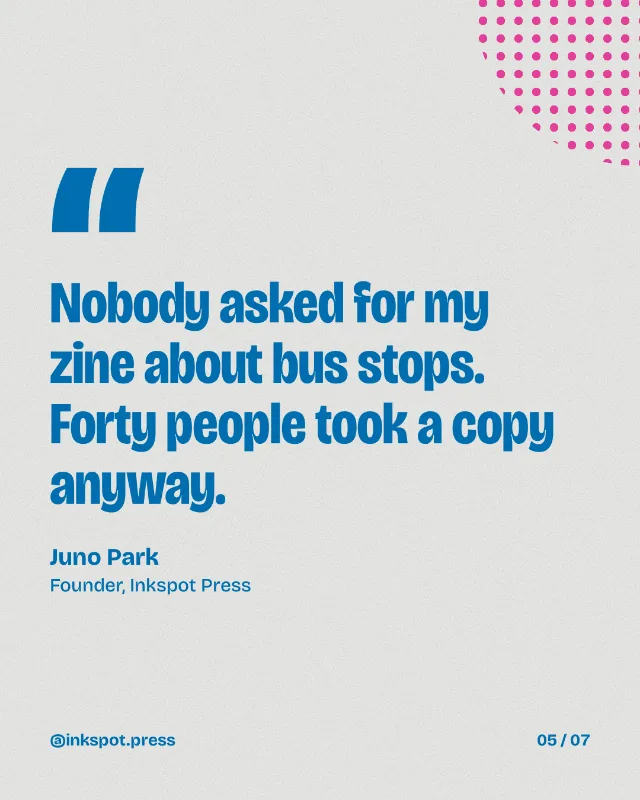 “
Nobody asked for my
zine about bus stops.
Forty people took a copy
anyway.
Juno Park
Founder, Inkspot Press
@inkspot.press
05 / 07